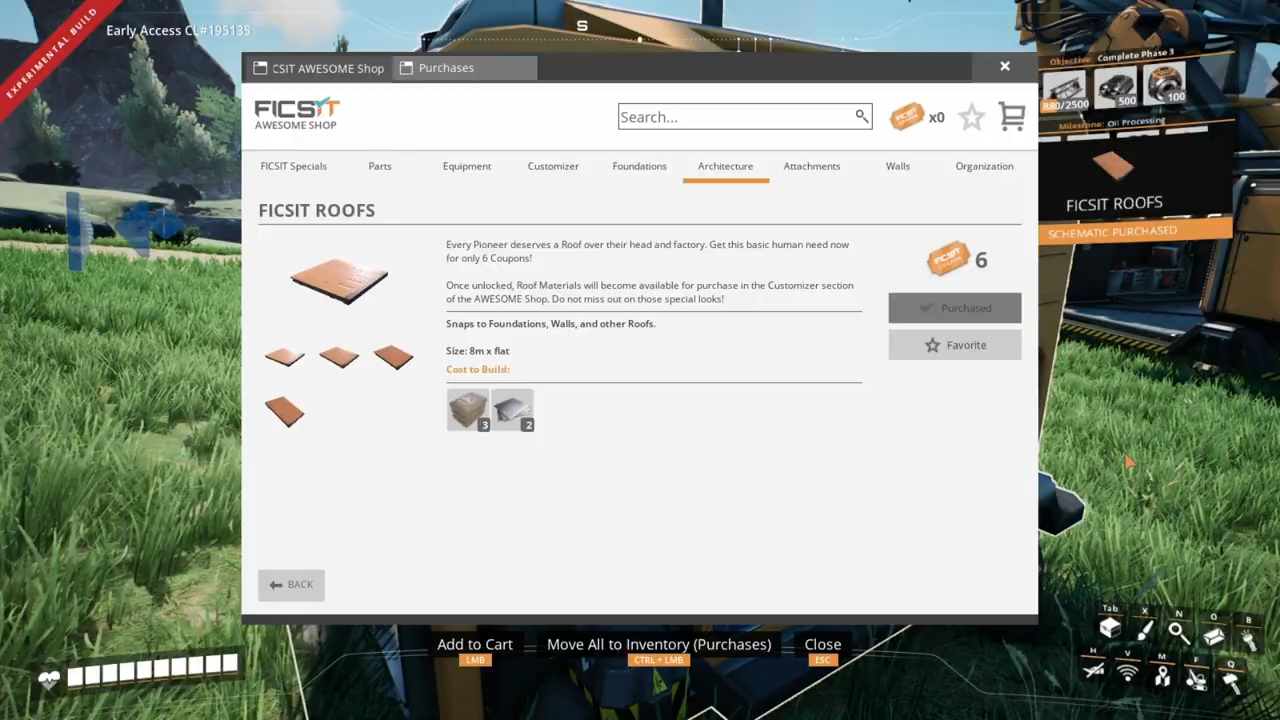 EXPERIMENTAL BUILD
Early Access CL#195135
S
CSIT AWESOME Shop
Purchases
FICSIT
AWESOME SHOP
Search...
x0
FICSIT Specials
Parts
Equipment
Customizer
Foundations
Architecture
Attachments
Walls
Organization
FICSIT ROOFS
Every Pioneer deserves a Roof over their head and factory. Get this basic human need now
for only 6 Coupons!
Once unlocked, Roof Materials will become available for purchase in the Customizer section
of the AWESOME Shop. Do not miss out on those special looks!
Snaps to Foundations, Walls, and other Roofs.
Size: 8m x flat
Cost to Build:
3
2
6
Purchased
Favorite
BACK
Objective: Complete Phase 3
880/2500
500
100
Milestone: Oil Processing
FICSIT ROOFS
SCHEMATIC PURCHASED
Add to Cart
LMB
Move All to Inventory (Purchases)
CTRL + LMB
Close
ESC
Tab
X
N
O
B
H
V
M
F
Q